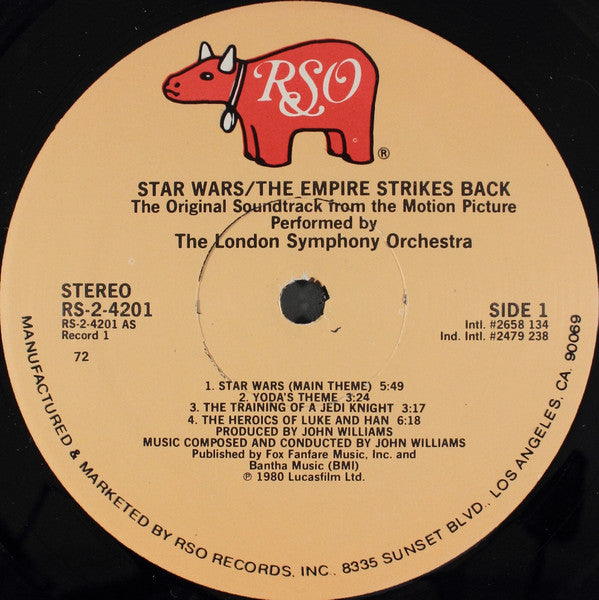 RSO
®
STAR WARS/THE EMPIRE STRIKES BACK
The Original Soundtrack from the Motion Picture
Performed by
The London Symphony Orchestra
STEREO
RS-2-4201
RS-2-4201 AS
Record 1
72
SIDE 1
Intl. #2658 134
Ind. Intl. #2479 238
1. STAR WARS (MAIN THEME) 5:49
2. YODA'S THEME 3:24
3. THE TRAINING OF A JEDI KNIGHT 3:17
4. THE HEROICS OF LUKE AND HAN 6:18
PRODUCED BY JOHN WILLIAMS
MUSIC COMPOSED AND CONDUCTED BY JOHN WILLIAMS
Published by Fox Fanfare Music, Inc. and
Bantha Music (BMI)
℗ 1980 Lucasfilm Ltd.
MANUFACTURED & MARKETED BY RSO RECORDS, INC., 8335 SUNSET BLVD., LOS ANGELES, CA. 90069